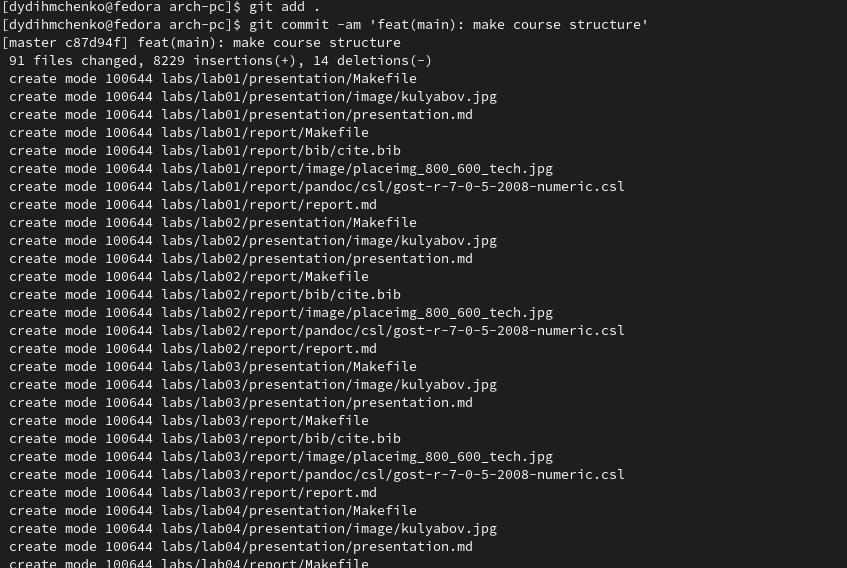 [dydihmchenko@fedora arch-pc]$ git add .
[dydihmchenko@fedora arch-pc]$ git commit -am 'feat(main): make course structure'
[master c87d94f] feat(main): make course structure
 91 files changed, 8229 insertions(+), 14 deletions(-)
 create mode 100644 labs/lab01/presentation/Makefile
 create mode 100644 labs/lab01/presentation/image/kulyabov.jpg
 create mode 100644 labs/lab01/presentation/presentation.md
 create mode 100644 labs/lab01/report/Makefile
 create mode 100644 labs/lab01/report/bib/cite.bib
 create mode 100644 labs/lab01/report/image/placeimg_800_600_tech.jpg
 create mode 100644 labs/lab01/report/pandoc/csl/gost-r-7-0-5-2008-numeric.csl
 create mode 100644 labs/lab01/report/report.md
 create mode 100644 labs/lab02/presentation/Makefile
 create mode 100644 labs/lab02/presentation/image/kulyabov.jpg
 create mode 100644 labs/lab02/presentation/presentation.md
 create mode 100644 labs/lab02/report/Makefile
 create mode 100644 labs/lab02/report/bib/cite.bib
 create mode 100644 labs/lab02/report/image/placeimg_800_600_tech.jpg
 create mode 100644 labs/lab02/report/pandoc/csl/gost-r-7-0-5-2008-numeric.csl
 create mode 100644 labs/lab02/report/report.md
 create mode 100644 labs/lab03/presentation/Makefile
 create mode 100644 labs/lab03/presentation/image/kulyabov.jpg
 create mode 100644 labs/lab03/presentation/presentation.md
 create mode 100644 labs/lab03/report/Makefile
 create mode 100644 labs/lab03/report/bib/cite.bib
 create mode 100644 labs/lab03/report/image/placeimg_800_600_tech.jpg
 create mode 100644 labs/lab03/report/pandoc/csl/gost-r-7-0-5-2008-numeric.csl
 create mode 100644 labs/lab03/report/report.md
 create mode 100644 labs/lab04/presentation/Makefile
 create mode 100644 labs/lab04/presentation/image/kulyabov.jpg
 create mode 100644 labs/lab04/presentation/presentation.md
 create mode 100644 labs/lab04/report/Makefile